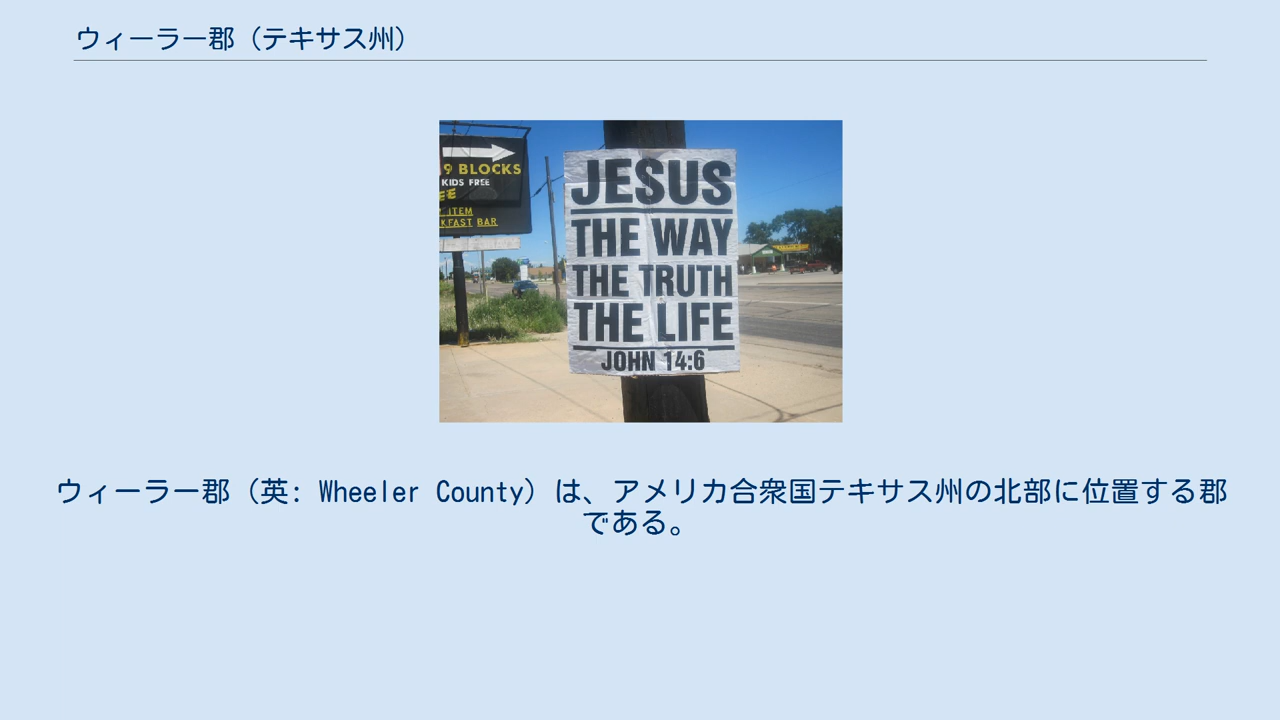 ウィーラー郡（テキサス州）
9 BLOCKS
KIDS FREE
ITEM
BAR
JESUS
THE WAY
THE TRUTH
THE LIFE
JOHN 14:6
ウィーラー郡（英: Wheeler County）は、アメリカ合衆国テキサス州の北部に位置する郡
である。